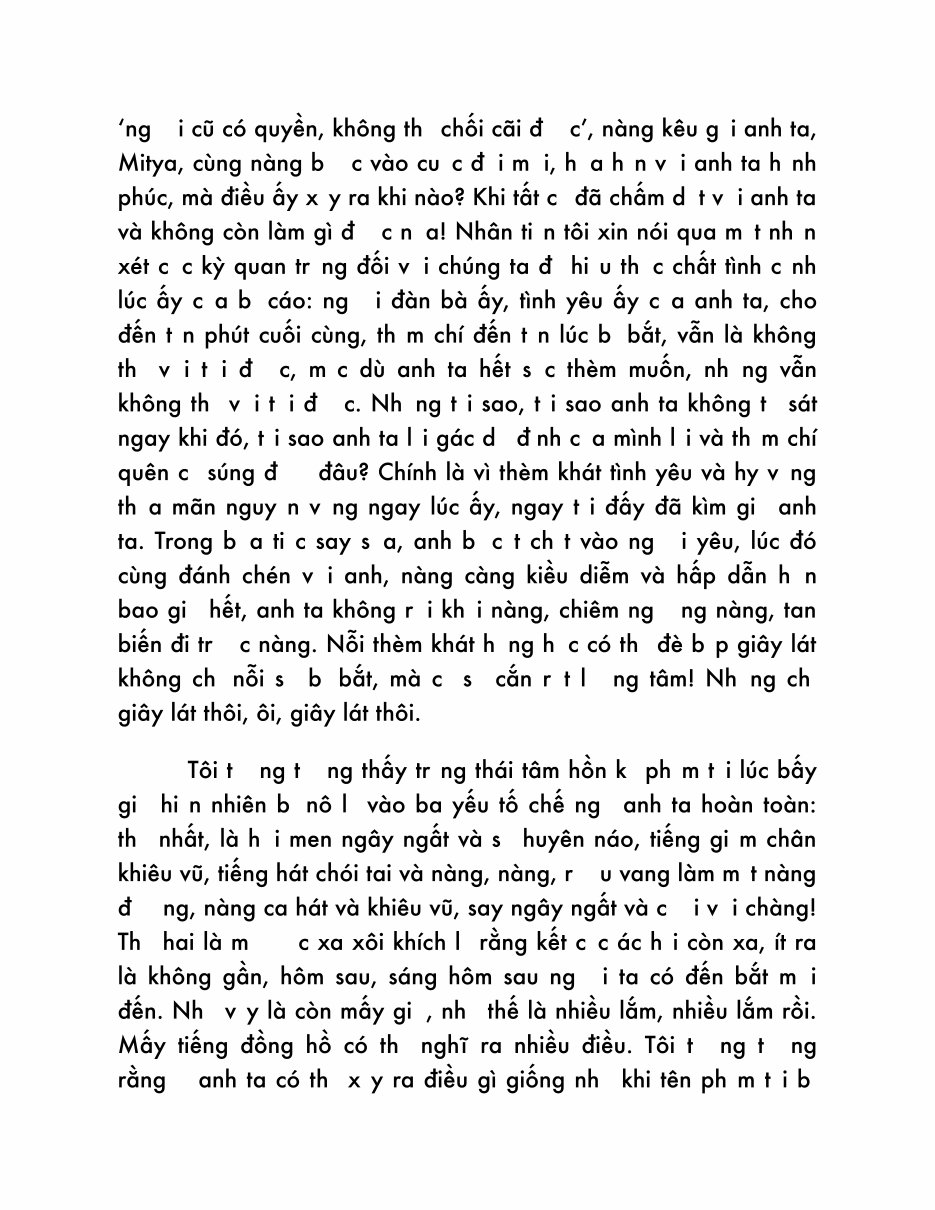 ‘ng i cũ có quyền, không th chối cãi đ c’, nàng kêu g i anh ta,
Mitya, cùng nàng b c vào cu c đ i m i, h a h n v i anh ta h nh
phúc, mà điều ấy x y ra khi nào? Khi tất c đã chấm d t v i anh ta
và không còn làm gì đ c n a! Nhân ti n tôi xin nói qua m t nh n
xét c c kỳ quan tr ng đối v i chúng ta đ hi u th c chất tình c nh
lúc ấy c a b cáo: ng i đàn bà ấy, tình yêu ấy c a anh ta, cho
đến t n phút cuối cùng, th m chí đến t n lúc b bắt, vẫn là không
th v i t i đ c, m c dù anh ta hết s c thèm muốn, nh ng vẫn
không th v i t i đ c. Nh ng t i sao, t i sao anh ta không t sát
ngay khi đó, t i sao anh ta l i gác d đ nh c a mình l i và th m chí
quên c súng đ đâu? Chính là vì thèm khát tình yêu và hy v ng
th a mãn nguy n v ng ngay lúc ấy, ngay t i đấy đã kìm gi anh
ta. Trong b a ti c say s a, anh b c t ch t vào ng i yêu, lúc đó
cùng đánh chén v i anh, nàng càng kiều diễm và hấp dẫn h n
bao gi hết, anh ta không r i kh i nàng, chiêm ng ng nàng, tan
biến đi tr c nàng. Nỗi thèm khát h ng h c có th đè b p giây lát
không ch nỗi s b bắt, mà c s cắn r t l ng tâm! Nh ng ch
giây lát thôi, ôi, giây lát thôi.
Tôi t ng t ng thấy tr ng thái tâm hồn k ph m t i lúc bấy
gi hi n nhiên b nô l vào ba yếu tố chế ng anh ta hoàn toàn:
th nhất, là h i men ngây ngất và s huyên náo, tiếng gi m chân
khiêu vũ, tiếng hát chói tai và nàng, nàng, r u vang làm m t nàng
đ ng, nàng ca hát và khiêu vũ, say ngây ngất và c i v i chàng!
Th hai là m c xa xôi khích l rằng kết c c ác h i còn xa, ít ra
là không gần, hôm sau, sáng hôm sau ng i ta có đến bắt m i
đến. Nh v y là còn mấy gi , nh thế là nhiều lắm, nhiều lắm rồi.
Mấy tiếng đồng hồ có th nghĩ ra nhiều điều. Tôi t ng t ng
rằng anh ta có th x y ra điều gì giống nh khi tên ph m t i b